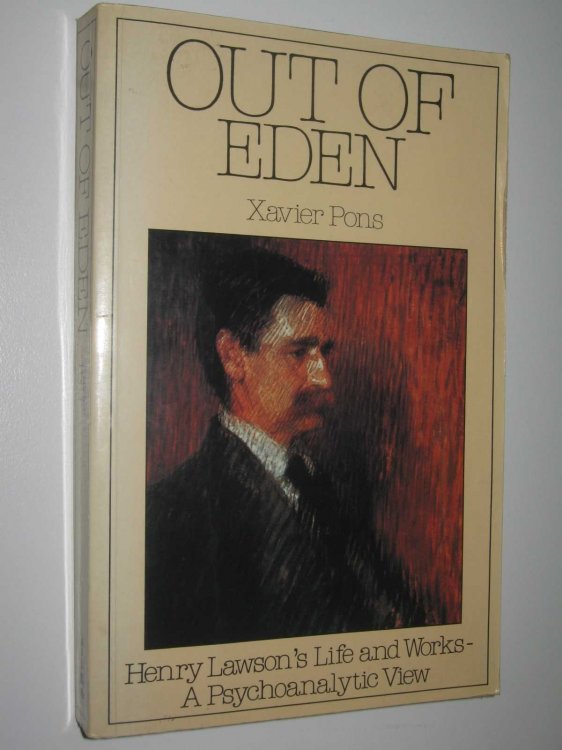 OUT OF
EDEN
Xavier Pons
Henry Lawson's Life and Works-
A Psychoanalytic View
OUT OF EDEN